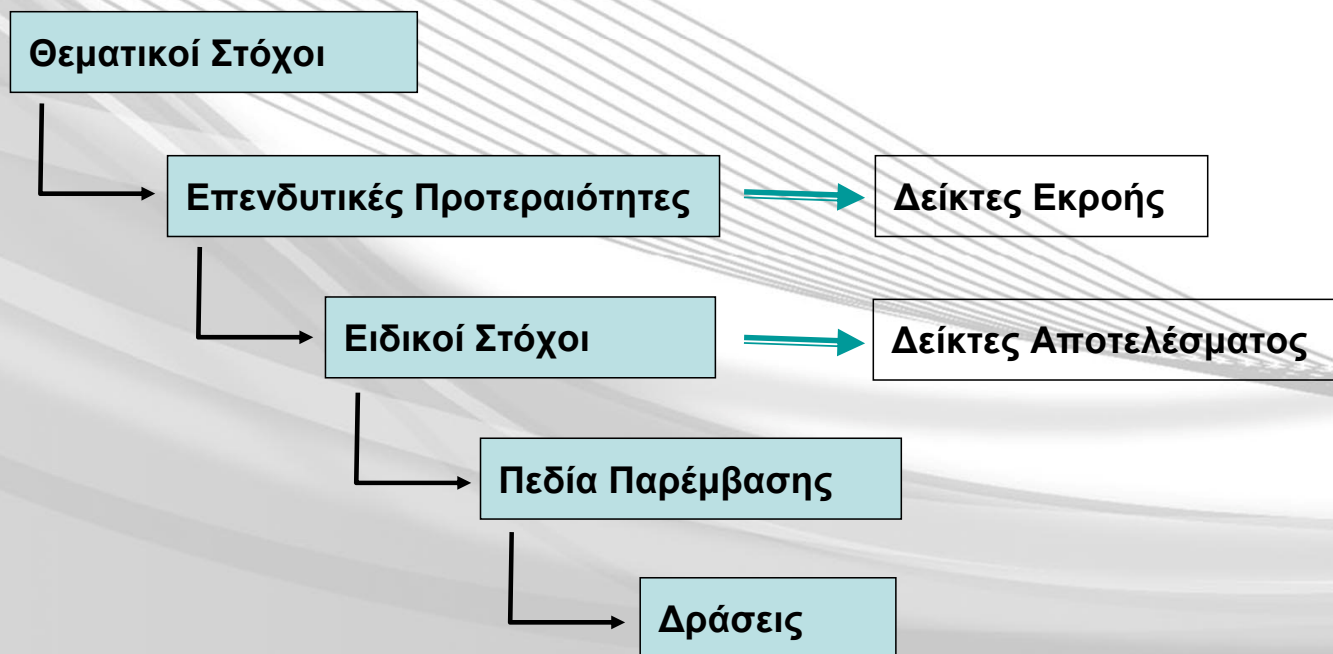 Θεματικοί Στόχοι
Επενδυτικές Προτεραιότητες
Δείκτες Εκροής
Ειδικοί Στόχοι
Δείκτες Αποτελέσματος
Πεδία Παρέμβασης
Δράσεις